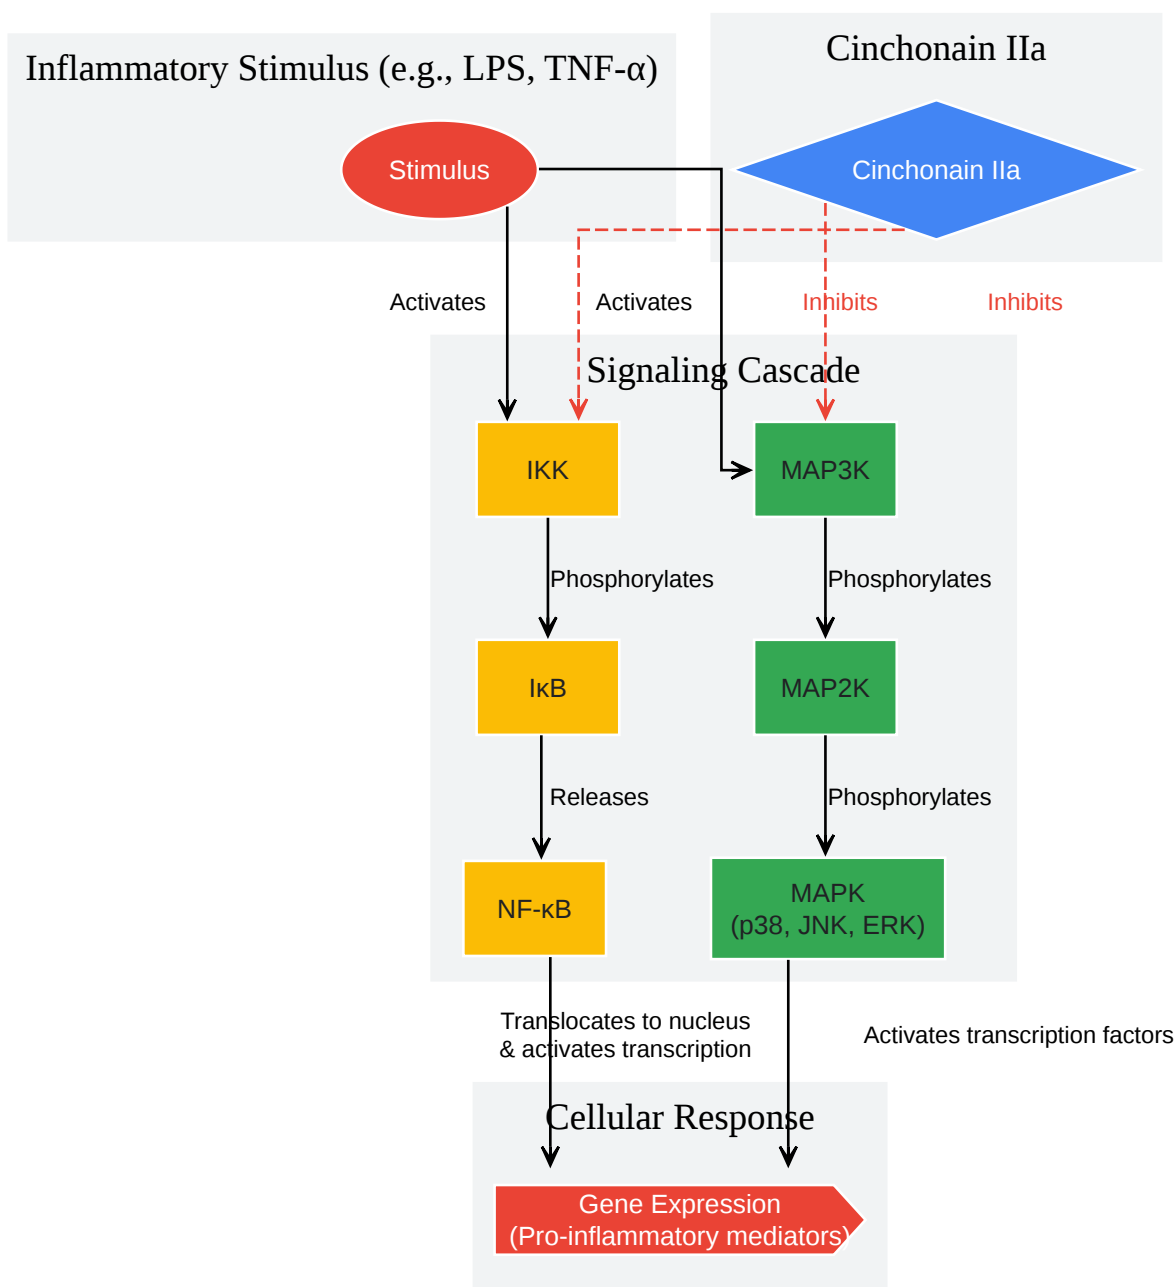 Inflammatory Stimulus (e.g., LPS, TNF-α)
Cinchonain IIa
Stimulus
Cinchonain IIa
Activates
Activates
Inhibits
Inhibits
Signaling Cascade
IKK
MAP3K
Phosphorylates
Phosphorylates
IκB
MAP2K
Releases
Phosphorylates
NF-κB
MAPK
(p38, JNK, ERK)
Translocates to nucleus
& activates transcription
Activates transcription factors
Cellular Response
Gene Expression
(Pro-inflammatory mediators)